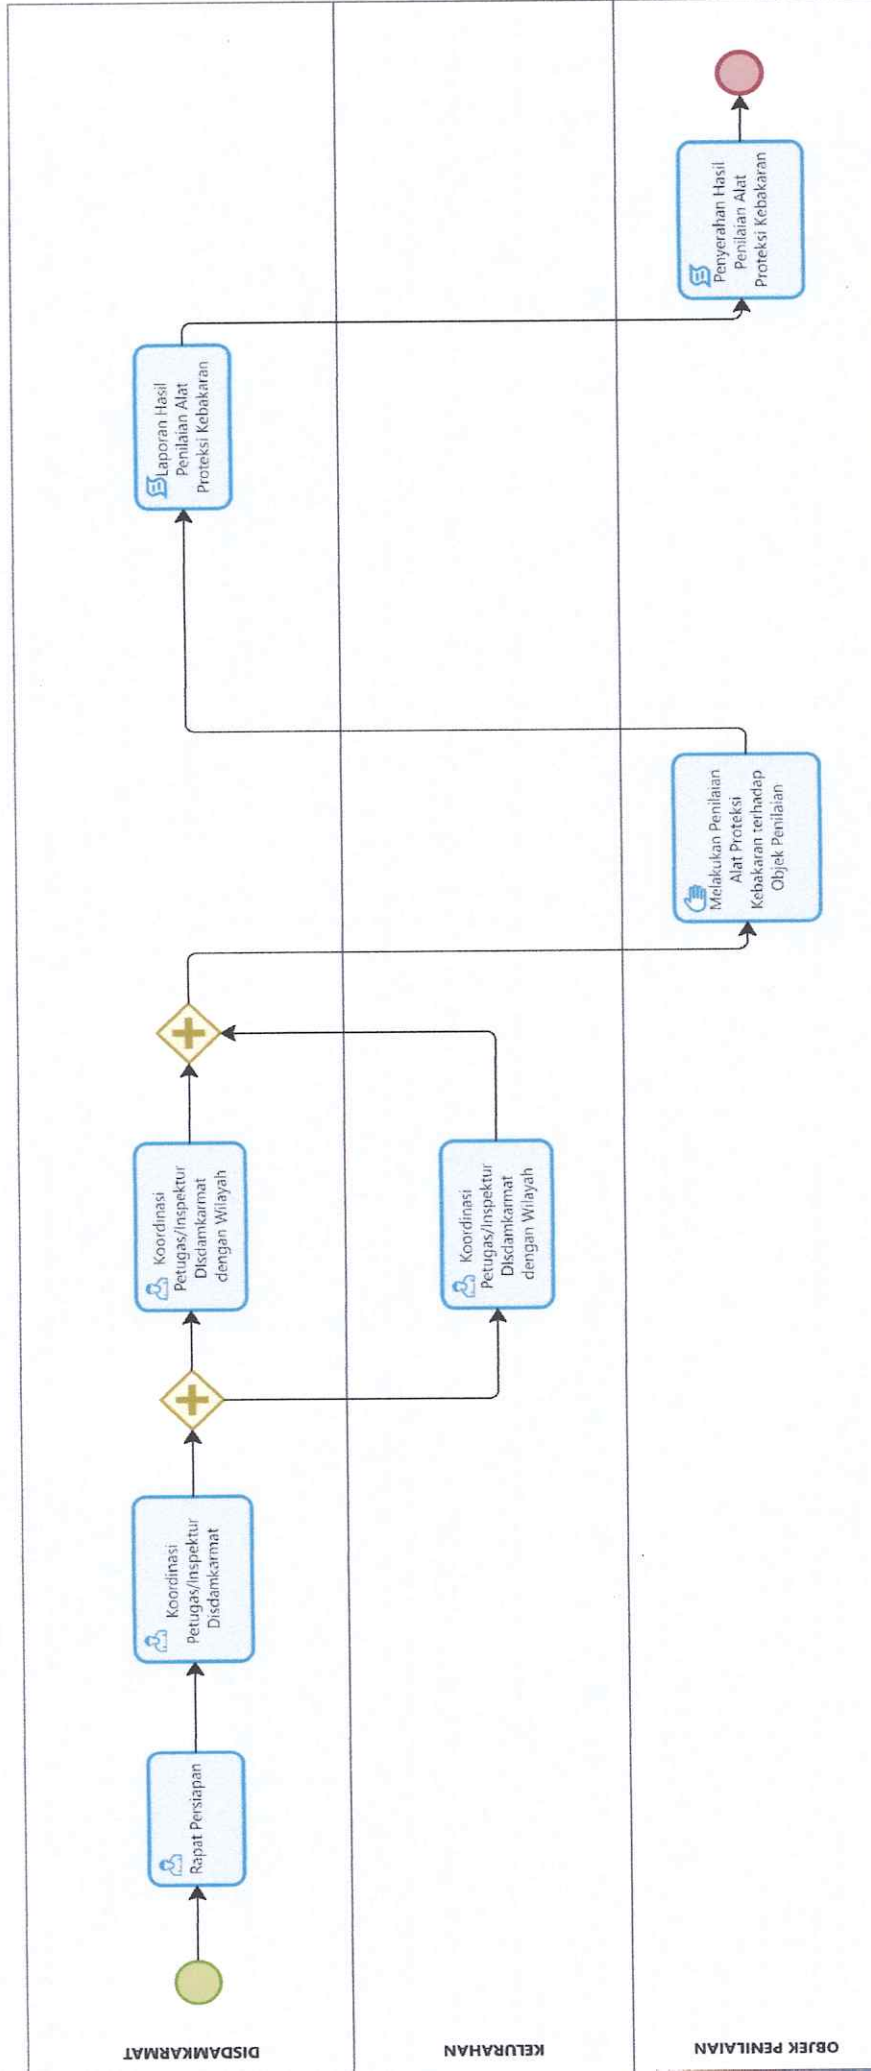 DISDAMKARMAT
KELURAHAN
OBJEK PENILAIAN
Rapat Persiapan
Koordinasi
Petugas/Inspektur
Disdamkarmat
Koordinasi
Petugas/Inspektur
DIsdamkarmat
dengan Wilayah
Koordinasi
Petugas/Inspektur
DIsdamkarmat
dengan Wilayah
Melakukan Penilaian
Alat Proteksi
Kebakaran terhadap
Objek Penilaian
Laporan Hasil
Penilaian Alat
Proteksi Kebakaran
Penyerahan Hasil
Penilaian Alat
Proteksi Kebakaran